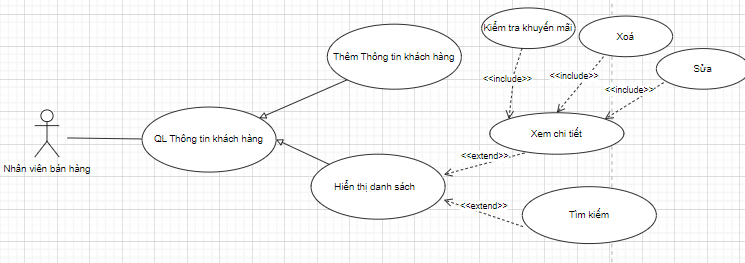 Kiểm tra khuyến mãi
Xoá
Sửa
Thêm Thông tin khách hàng
<<include>>
<<include>>
<<include>>
QL Thông tin khách hàng
Xem chi tiết
<<extend>>
Nhân viên bán hàng
Hiển thị danh sách
<<extend>>
Tìm kiếm